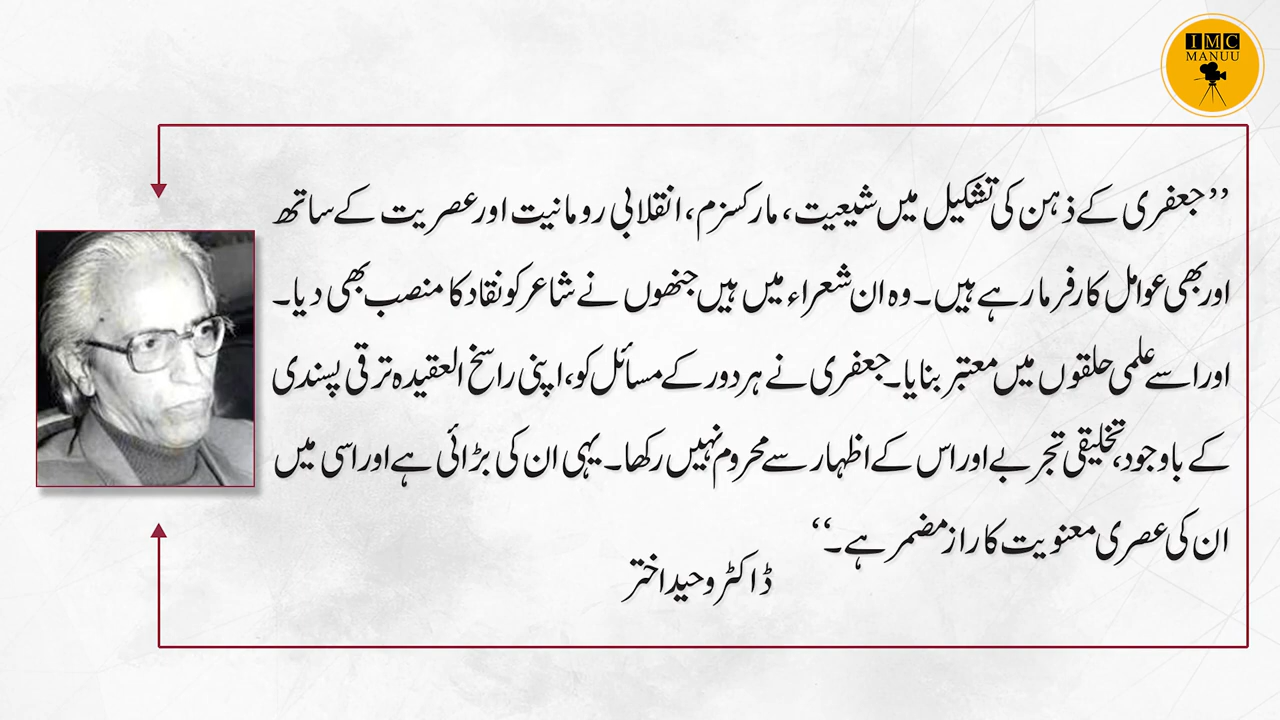 IMC
MANUU
’’جعفری کے ذہن کی تشکیل میں شیعیت، مارکسزم، انقلابی رومانیت اور عصریت کے ساتھ
اور بھی عوامل کارفرما رہے ہیں۔ وہ ان شعراء میں ہیں جنھوں نے شاعر کو نقاد کا منصب بھی دیا۔
اور اسے علمی حلقوں میں معتبر بنایا۔ جعفری نے ہر دور کے مسائل کو، اپنی راسخ العقیدہ ترقی پسندی
کے باوجود، تخلیقی تجربے اور اس کے اظہار سے محروم نہیں رکھا۔ یہی ان کی بڑائی ہے اور اسی میں
ان کی عصری معنویت کا راز مضمر ہے۔‘‘
ڈاکٹر وحید اختر